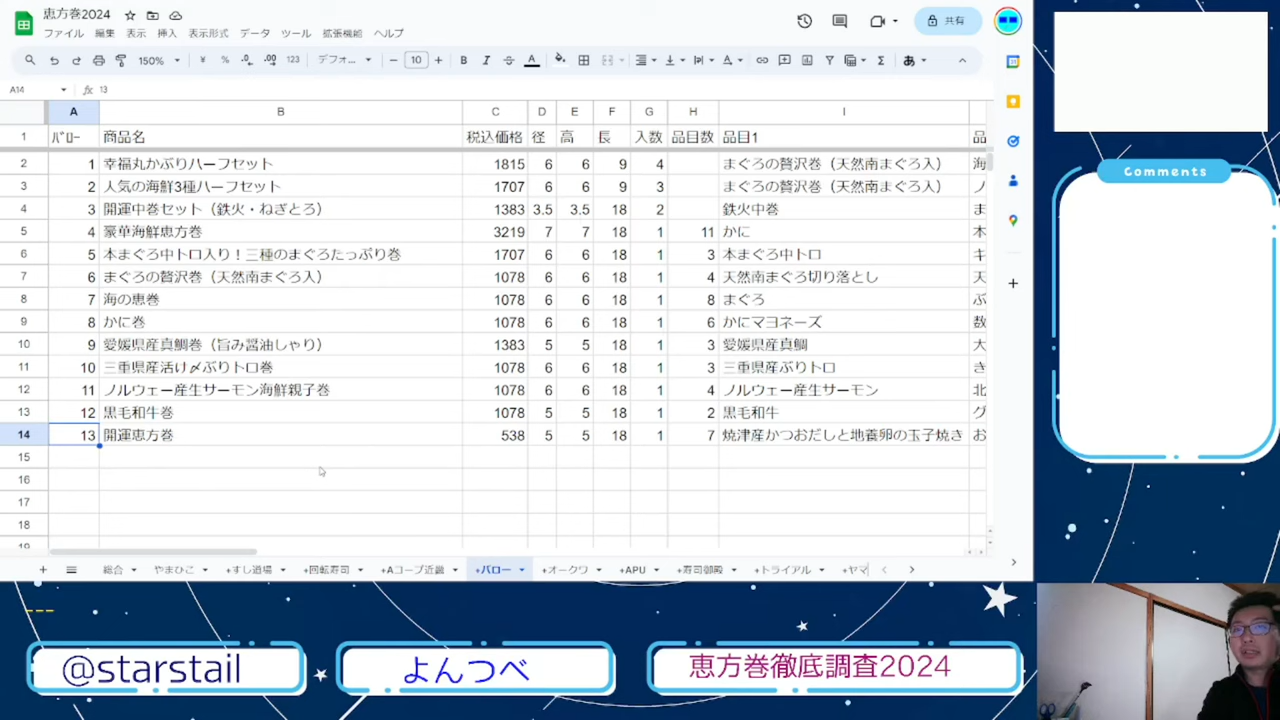 恵方巻2024
共有
ファイル 編集 表示 挿入 表示形式 データ ツール 拡張機能 ヘルプ
150% ¥ % .0 .00 123 デフォ... 10 B I A あ
A14 fx 13
A B C D E F G H I
1 ﾊﾞﾛｰ 商品名 税込価格 径 高 長 入数 品目数 品目1 品
2 1 幸福丸かぶりハーフセット 1815 6 6 9 4 まぐろの贅沢巻（天然南まぐろ入） 海
3 2 人気の海鮮3種ハーフセット 1707 6 6 9 3 まぐろの贅沢巻（天然南まぐろ入） ノ
4 3 開運中巻セット（鉄火・ねぎとろ） 1383 3.5 3.5 18 2 鉄火中巻 ま
5 4 豪華海鮮恵方巻 3219 7 7 18 1 11 かに 本
6 5 本まぐろ中トロ入り！三種のまぐろたっぷり巻 1707 6 6 18 1 3 本まぐろ中トロ キ
7 6 まぐろの贅沢巻（天然南まぐろ入） 1078 6 6 18 1 4 天然南まぐろ切り落とし 天
8 7 海の恵巻 1078 6 6 18 1 8 まぐろ ぶ
9 8 かに巻 1078 6 6 18 1 6 かにマヨネーズ 数
10 9 愛媛県産真鯛巻（旨み醤油しゃり） 1383 5 5 18 1 3 愛媛県産真鯛 大
11 10 三重県産活け〆ぶりトロ巻 1078 6 6 18 1 3 三重県産ぶりトロ き
12 11 ノルウェー産生サーモン海鮮親子巻 1078 6 6 18 1 4 ノルウェー産生サーモン 北
13 12 黒毛和牛巻 1078 5 5 18 1 2 黒毛和牛 グ
14 13 開運恵方巻 538 5 5 18 1 7 焼津産かつおだしと地養卵の玉子焼き お
15
16
17
18
19
総合 やまひこ +すし道場 +回転寿司 +Aコープ近畿 +バロー +オークワ +APU +寿司御殿 +トライアル +ヤマ
Comments
---
@starstail よんつべ 恵方巻徹底調査2024